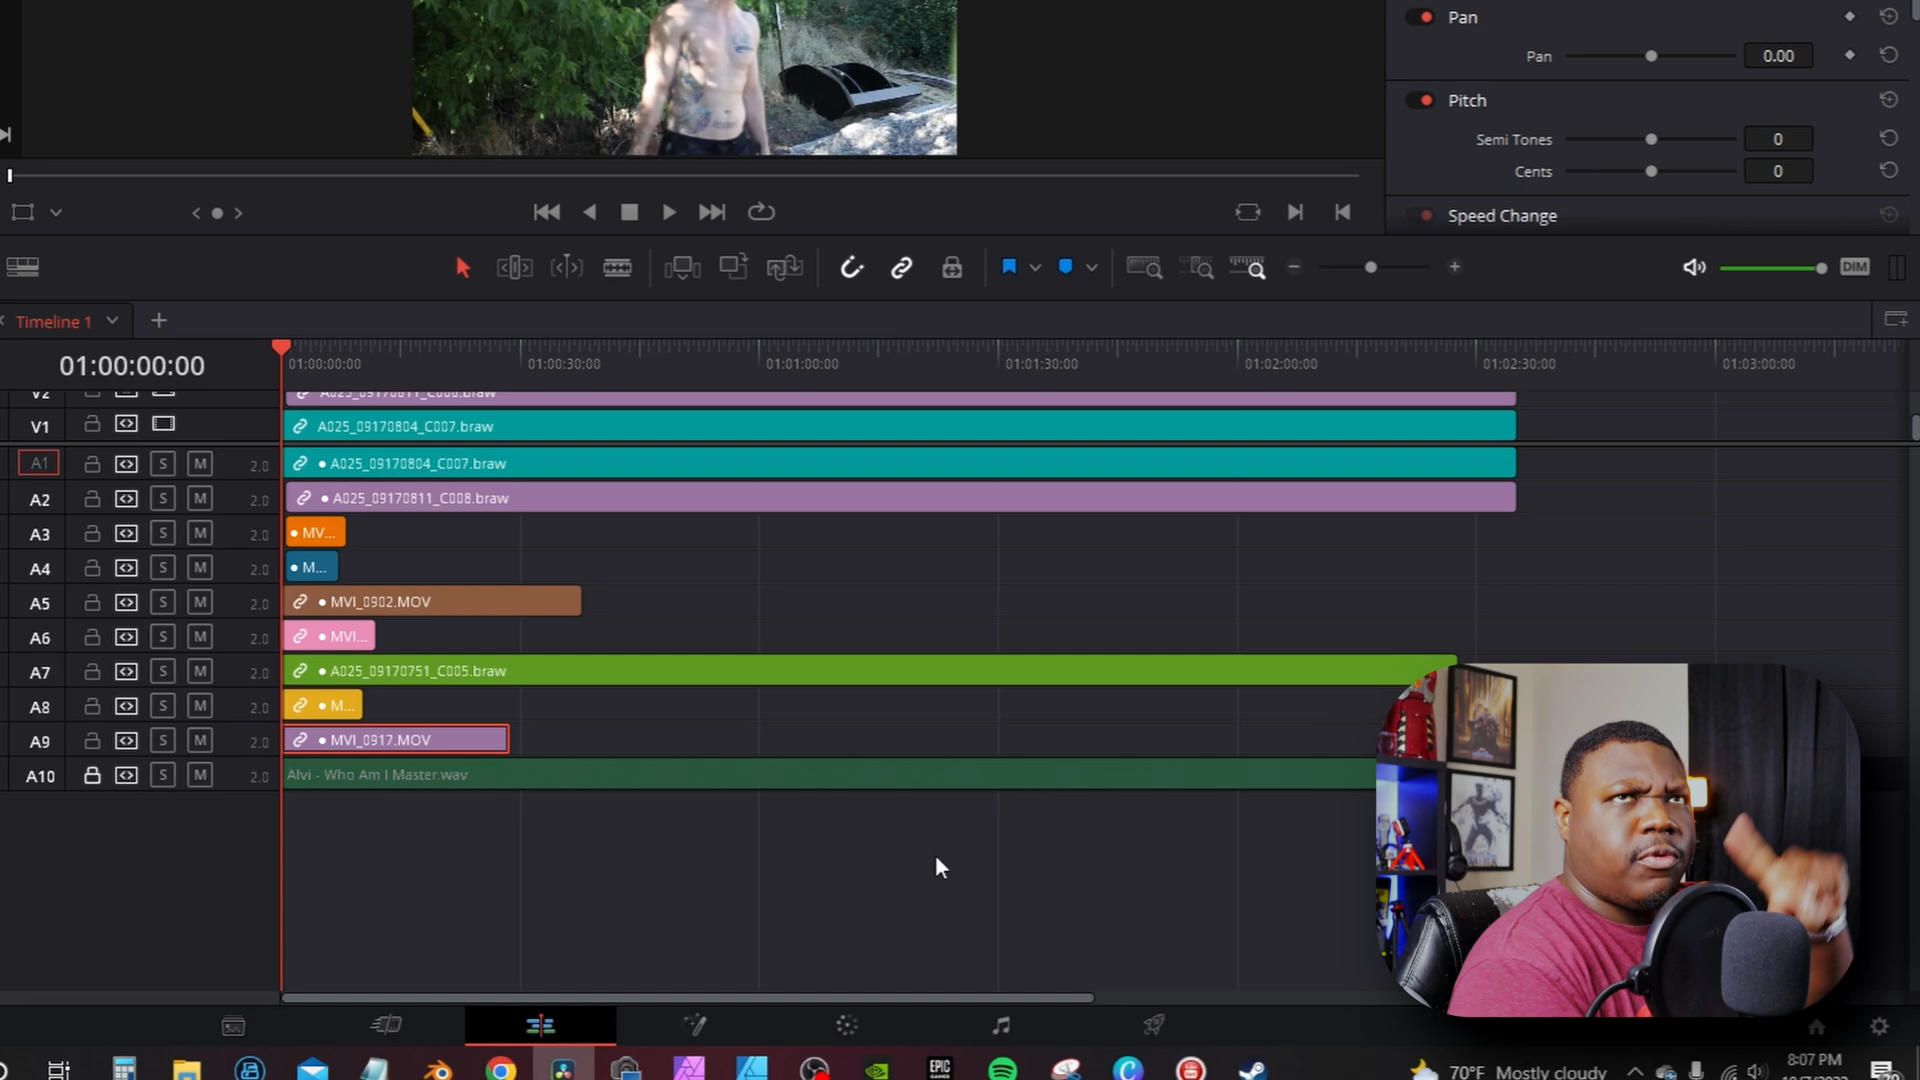 Pan
Pan 0.00
Pitch
Semi Tones 0
Cents 0
Speed Change
DIM
Timeline 1
01:00:00:00
01:00:00:00 01:00:30:00 01:01:00:00 01:01:30:00 01:02:00:00 01:02:30:00 01:03:00:00
V2 A025_09170811_C008.braw
V1 A025_09170804_C007.braw
A1 S M 2.0 A025_09170804_C007.braw
A2 S M 2.0 A025_09170811_C008.braw
A3 S M 2.0 MV...
A4 S M 2.0 M...
A5 S M 2.0 MVI_0902.MOV
A6 S M 2.0 MVI...
A7 S M 2.0 A025_09170751_C005.braw
A8 S M 2.0 M...
A9 S M 2.0 MVI_0917.MOV
A10 S M 2.0 Alvi - Who Am I Master.wav
EPIC
70°F Mostly cloudy
8:07 PM